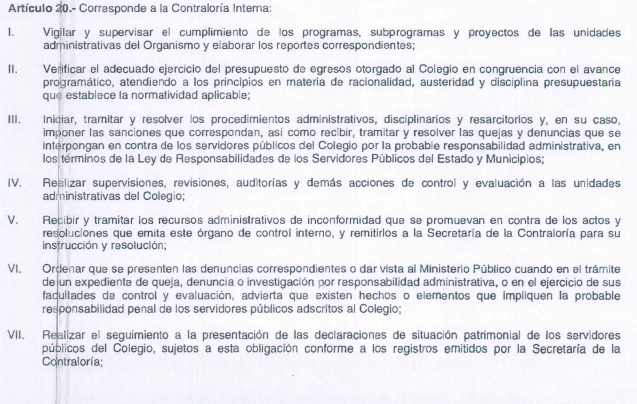 Artículo 20.- Corresponde a la Contraloría Interna:
I. Vigilar y supervisar el cumplimiento de los programas, subprogramas y proyectos de las unidades
administrativas del Organismo y elaborar los reportes correspondientes;
II. Verificar el adecuado ejercicio del presupuesto de egresos otorgado al Colegio en congruencia con el avance
programático, atendiendo a los principios en materia de racionalidad, austeridad y disciplina presupuestaria
que establece la normatividad aplicable;
III. Iniciar, tramitar y resolver los procedimientos administrativos, disciplinarios y resarcitorios y, en su caso,
imponer las sanciones que correspondan, así como recibir, tramitar y resolver las quejas y denuncias que se
interpongan en contra de los servidores públicos del Colegio por la probable responsabilidad administrativa, en
los términos de la Ley de Responsabilidades de los Servidores Públicos del Estado y Municipios;
IV. Realizar supervisiones, revisiones, auditorías y demás acciones de control y evaluación a las unidades
administrativas del Colegio;
V. Recibir y tramitar los recursos administrativos de inconformidad que se promuevan en contra de los actos y
resoluciones que emita este órgano de control interno, y remitirlos a la Secretaría de la Contraloría para su
instrucción y resolución;
VI. Ordenar que se presenten las denuncias correspondientes o dar vista al Ministerio Público cuando en el trámite
de un expediente de queja, denuncia o investigación por responsabilidad administrativa, o en el ejercicio de sus
facultades de control y evaluación, advierta que existen hechos o elementos que impliquen la probable
responsabilidad penal de los servidores públicos adscritos al Colegio;
VII. Realizar el seguimiento a la presentación de las declaraciones de situación patrimonial de los servidores
públicos del Colegio, sujetos a esta obligación conforme a los registros emitidos por la Secretaría de la
Contraloría;